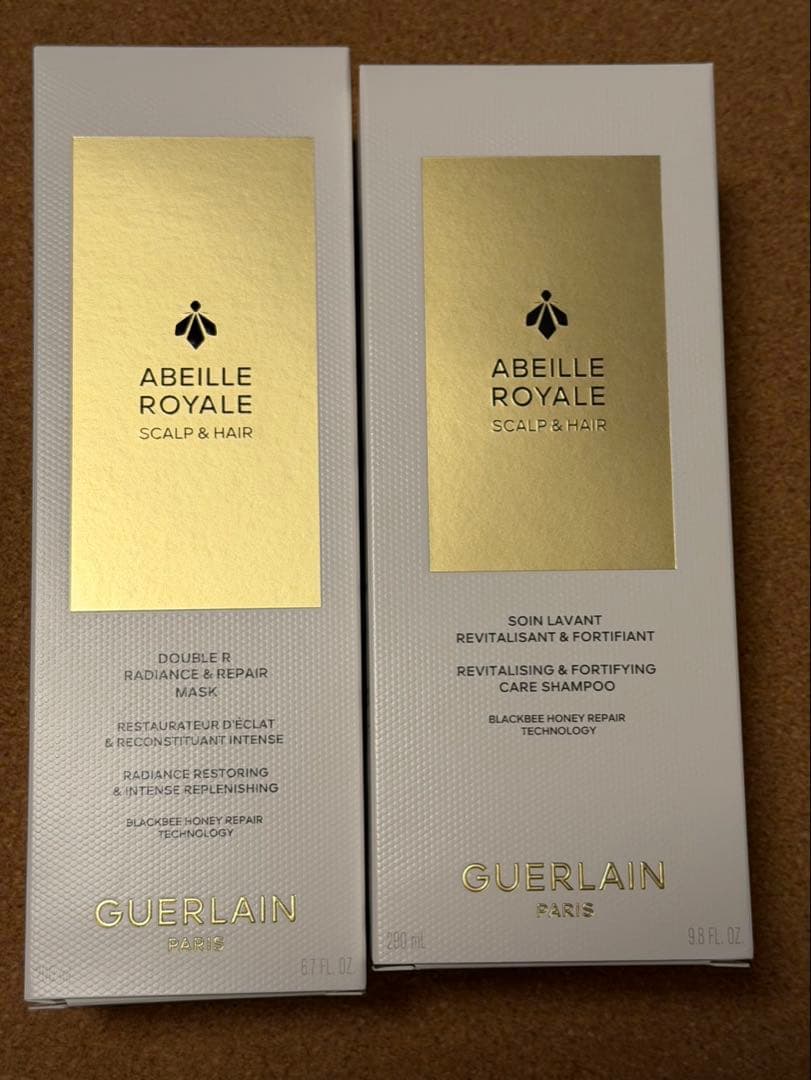 ABEILLE
ROYALE
SCALP & HAIR
DOUBLE R
RADIANCE & REPAIR
MASK
RESTAURATEUR D'ÉCLAT
& RECONSTITUANT INTENSE
RADIANCE RESTORING
& INTENSE REPLENISHING
BLACKBEE HONEY REPAIR
TECHNOLOGY
GUERLAIN
PARIS
6.7 FL. OZ.
ABEILLE
ROYALE
SCALP & HAIR
SOIN LAVANT
REVITALISANT & FORTIFIANT
REVITALISING & FORTIFYING
CARE SHAMPOO
BLACKBEE HONEY REPAIR
TECHNOLOGY
GUERLAIN
PARIS
290 mL
9.8 FL. OZ.